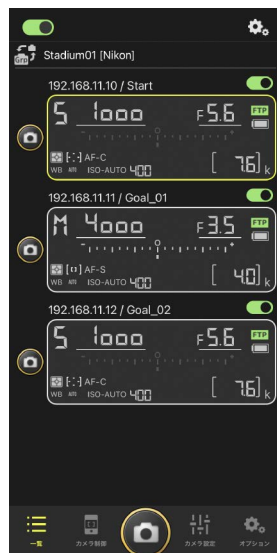 Grp Stadium01 [Nikon]
192.168.11.10 / Start
S 1000 F5.6 FTP
AF-C
WB ISO-AUTO 400 [ 7.6] k
192.168.11.11 / Goal_01
M 4000 F3.5 FTP
AF-S
WB ISO-AUTO 400 [ 4.0] k
192.168.11.12 / Goal_02
S 1000 F5.6 FTP
AF-C
WB ISO-AUTO 400 [ 7.6] k
一覧 カメラ制御 カメラ設定 オプション